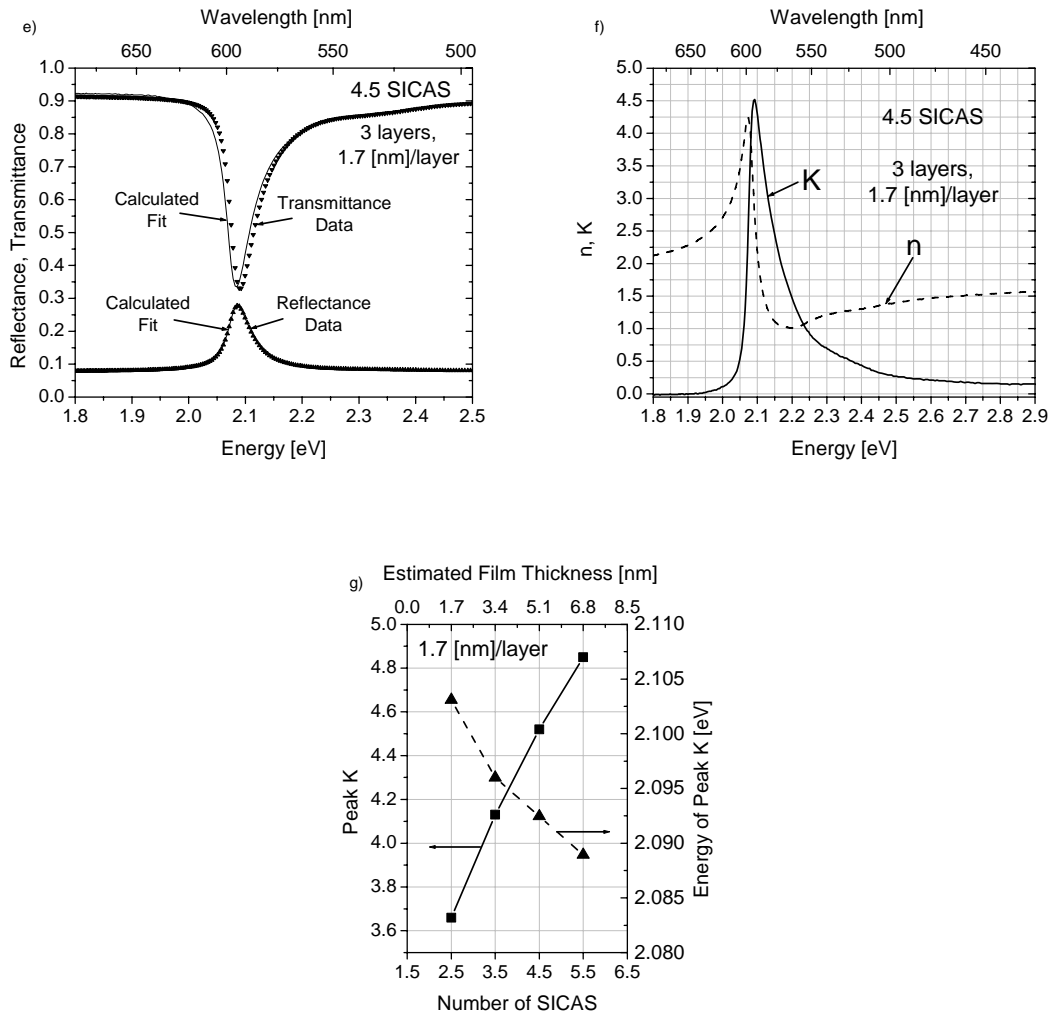 e)
Wavelength [nm]
650 600 550 500
1.0
0.9
0.8
0.7
0.6
0.5
0.4
0.3
0.2
0.1
0.0
Reflectance, Transmittance
4.5 SICAS
3 layers,
1.7 [nm]/layer
Calculated
Fit
Transmittance
Data
Calculated
Fit
Reflectance
Data
1.8 1.9 2.0 2.1 2.2 2.3 2.4 2.5
Energy [eV]
f)
Wavelength [nm]
650 600 550 500 450
5.0
4.5
4.0
3.5
3.0
2.5
2.0
1.5
1.0
0.5
0.0
n, K
4.5 SICAS
3 layers,
1.7 [nm]/layer
K
n
1.8 1.9 2.0 2.1 2.2 2.3 2.4 2.5 2.6 2.7 2.8 2.9
Energy [eV]
g)
Estimated Film Thickness [nm]
0.0 1.7 3.4 5.1 6.8 8.5
5.0
4.8
4.6
4.4
4.2
4.0
3.8
3.6
Peak K
1.7 [nm]/layer
2.110
2.105
2.100
2.095
2.090
2.085
2.080
Energy of Peak K [eV]
1.5 2.5 3.5 4.5 5.5 6.5
Number of SICAS